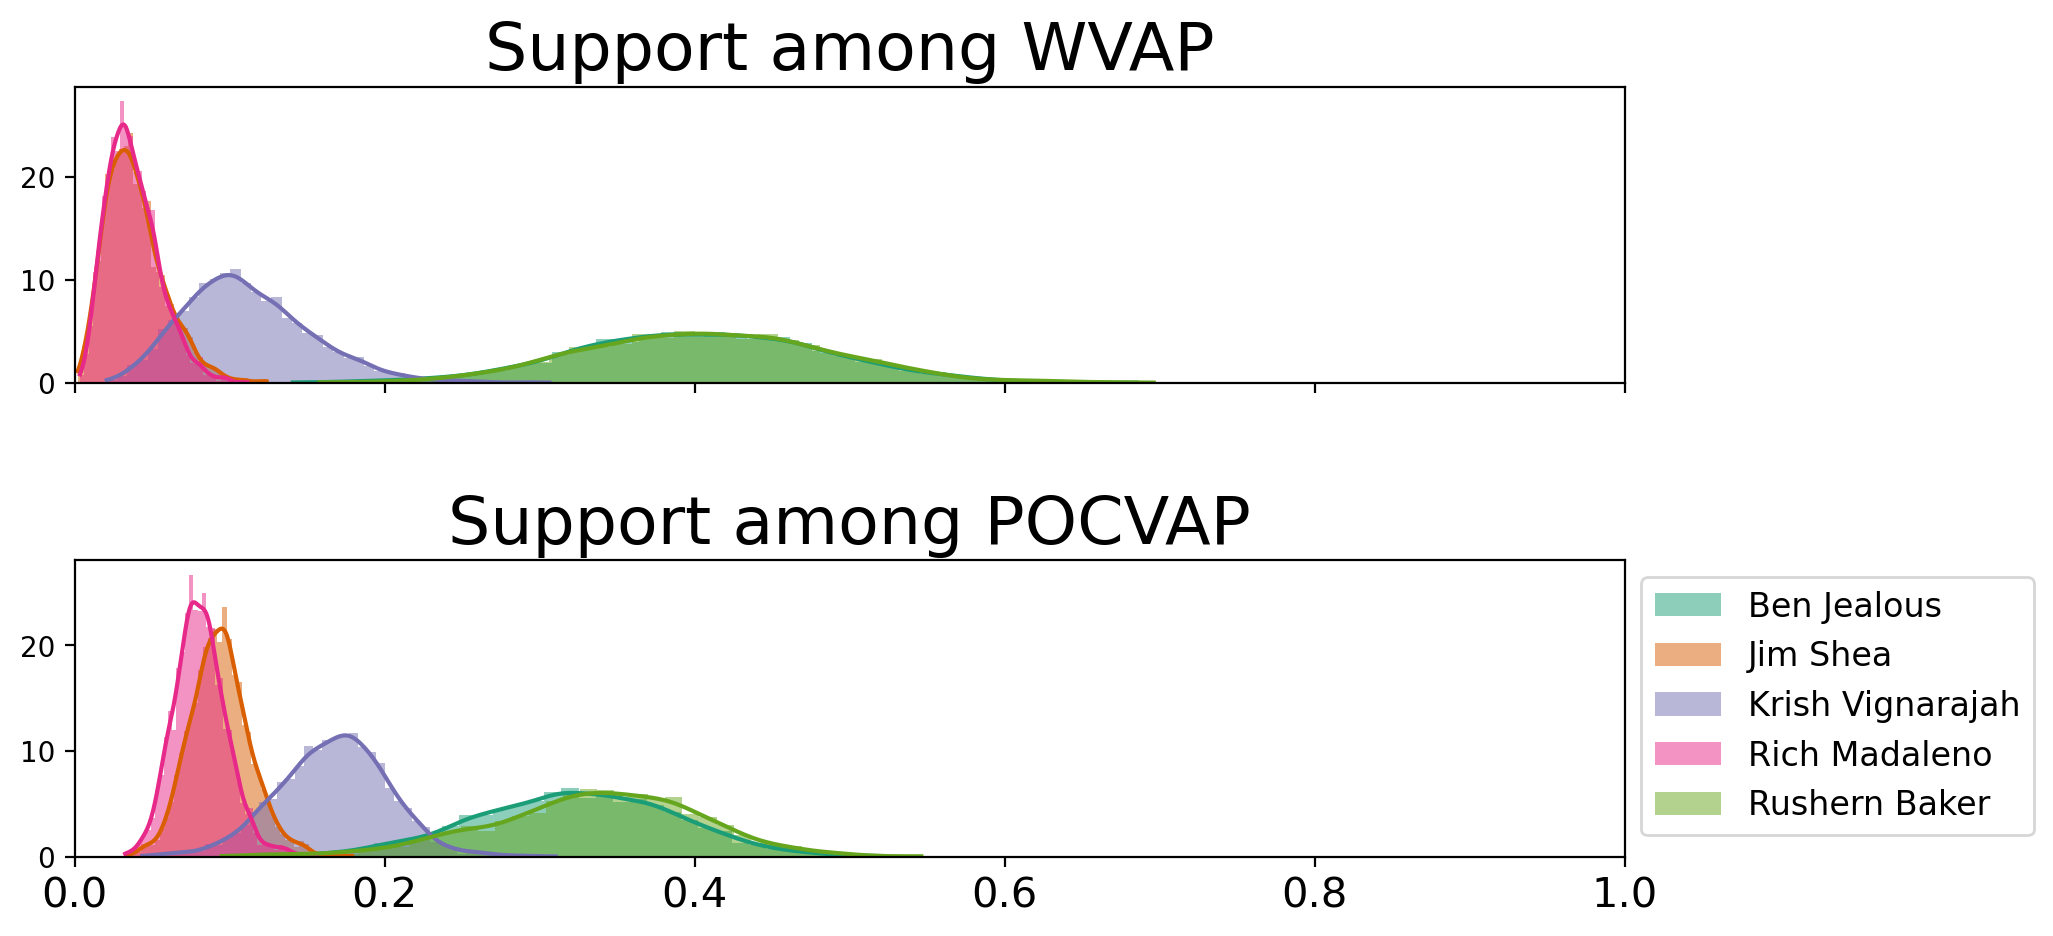 Support among WVAP
20
10
0
Support among POCVAP
20
10
0
0.0 0.2 0.4 0.6 0.8 1.0
Ben Jealous
Jim Shea
Krish Vignarajah
Rich Madaleno
Rushern Baker